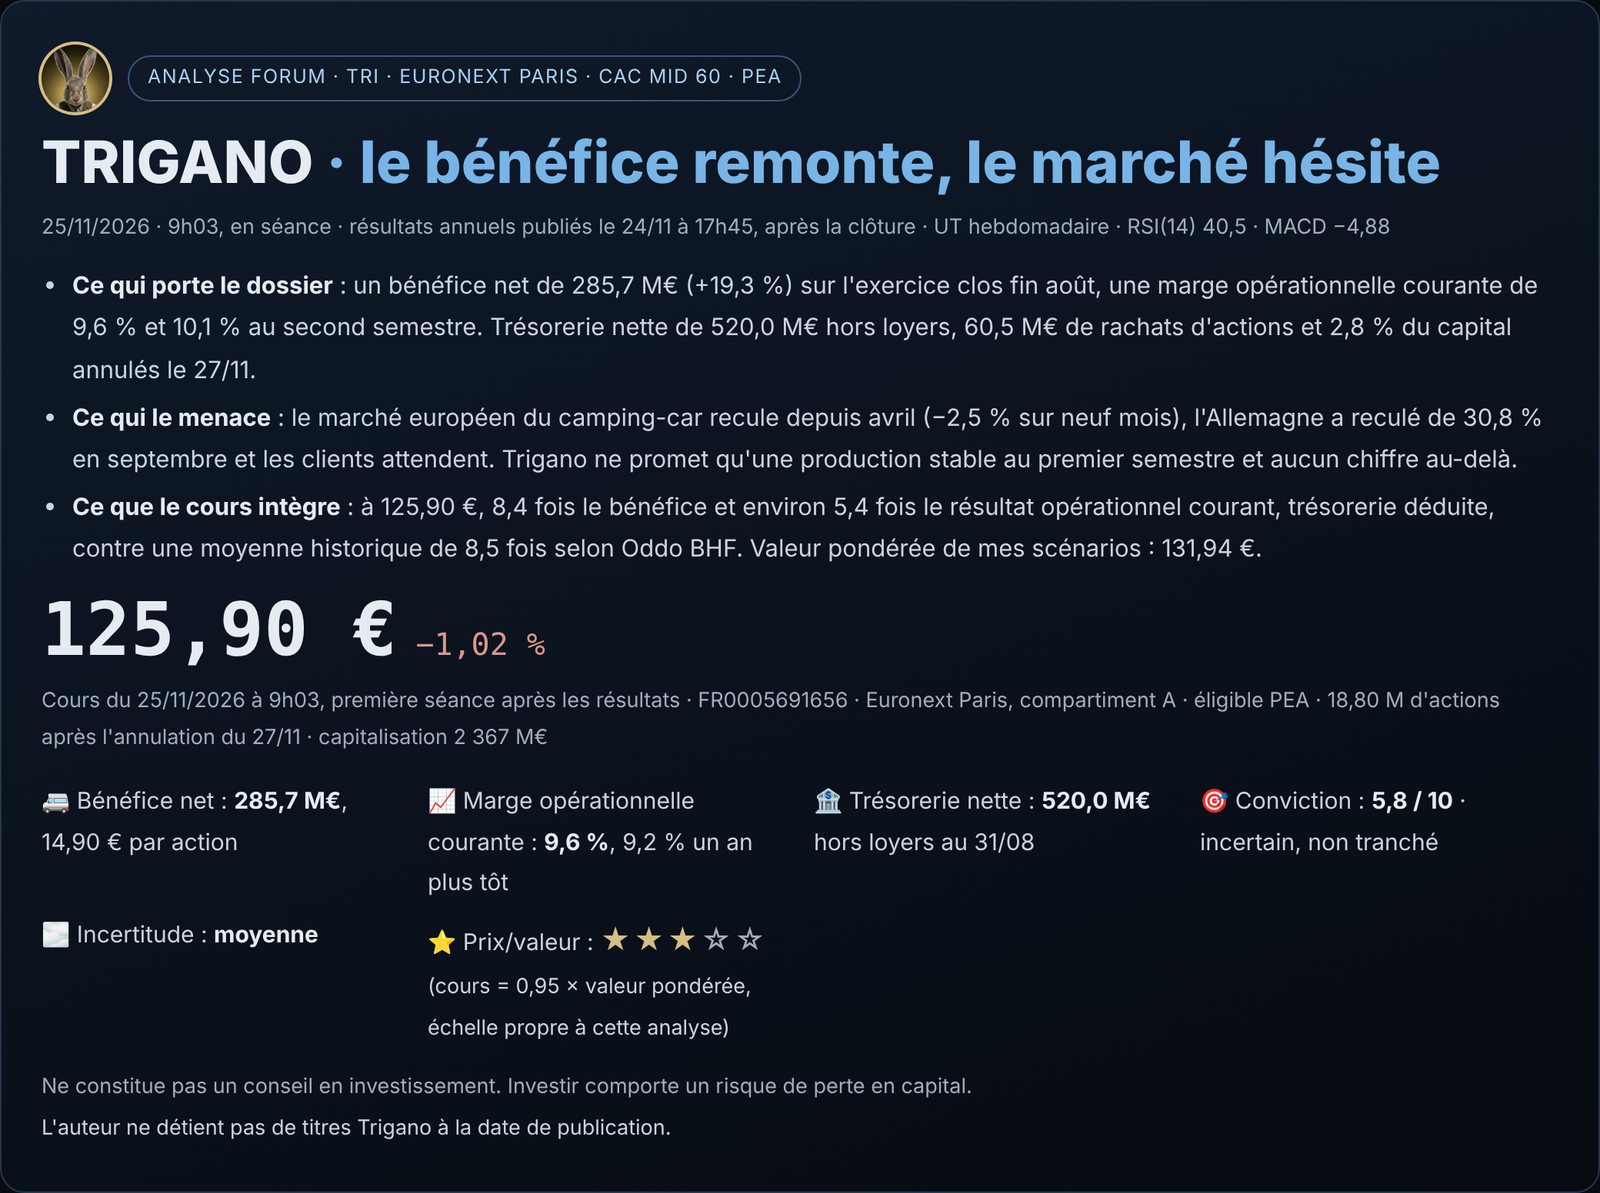 ANALYSE FORUM · TRI · EURONEXT PARIS · CAC MID 60 · PEA
TRIGANO · le bénéfice remonte, le marché hésite
25/11/2026 · 9h03, en séance · résultats annuels publiés le 24/11 à 17h45, après la clôture · UT hebdomadaire · RSI(14) 40,5 · MACD −4,88
• Ce qui porte le dossier : un bénéfice net de 285,7 M€ (+19,3 %) sur l'exercice clos fin août, une marge opérationnelle courante de
9,6 % et 10,1 % au second semestre. Trésorerie nette de 520,0 M€ hors loyers, 60,5 M€ de rachats d'actions et 2,8 % du capital
annulés le 27/11.
• Ce qui le menace : le marché européen du camping-car recule depuis avril (−2,5 % sur neuf mois), l'Allemagne a reculé de 30,8 %
en septembre et les clients attendent. Trigano ne promet qu'une production stable au premier semestre et aucun chiffre au-delà.
• Ce que le cours intègre : à 125,90 €, 8,4 fois le bénéfice et environ 5,4 fois le résultat opérationnel courant, trésorerie déduite,
contre une moyenne historique de 8,5 fois selon Oddo BHF. Valeur pondérée de mes scénarios : 131,94 €.
125,90 € −1,02 %
Cours du 25/11/2026 à 9h03, première séance après les résultats · FR0005691656 · Euronext Paris, compartiment A · éligible PEA · 18,80 M d'actions
après l'annulation du 27/11 · capitalisation 2 367 M€
🚐 Bénéfice net : 285,7 M€,
14,90 € par action
📈 Marge opérationnelle
courante : 9,6 %, 9,2 % un an
plus tôt
🏦 Trésorerie nette : 520,0 M€
hors loyers au 31/08
🎯 Conviction : 5,8 / 10 ·
incertain, non tranché
🌫️ Incertitude : moyenne
⭐ Prix/valeur : ★★★☆☆
(cours = 0,95 × valeur pondérée,
échelle propre à cette analyse)
Ne constitue pas un conseil en investissement. Investir comporte un risque de perte en capital.
L'auteur ne détient pas de titres Trigano à la date de publication.